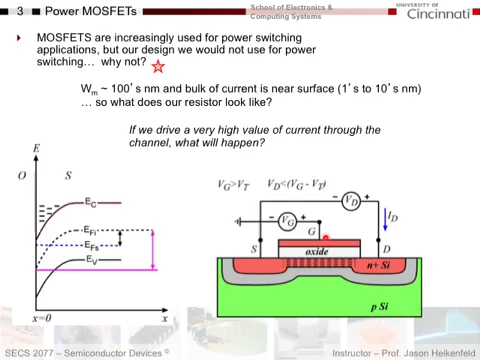 3 Power MOSFETs
School of Electronics &
Computing Systems
UNIVERSITY OF
Cincinnati
MOSFETS are increasingly used for power switching
applications, but our design we would not use for power
switching… why not?
Wm ~ 100's nm and bulk of current is near surface (1's to 10's nm)
… so what does our resistor look like?
If we drive a very high value of current through the
channel, what will happen?
E
O S
EC
EFi
EFs
EV
x=0 x
VG>VT VD<(VG - VT)
− VD +
− VG +
ID
S G D
oxide
n+ Si
p Si
SECS 2077 – Semiconductor Devices ©
Instructor – Prof. Jason Heikenfeld